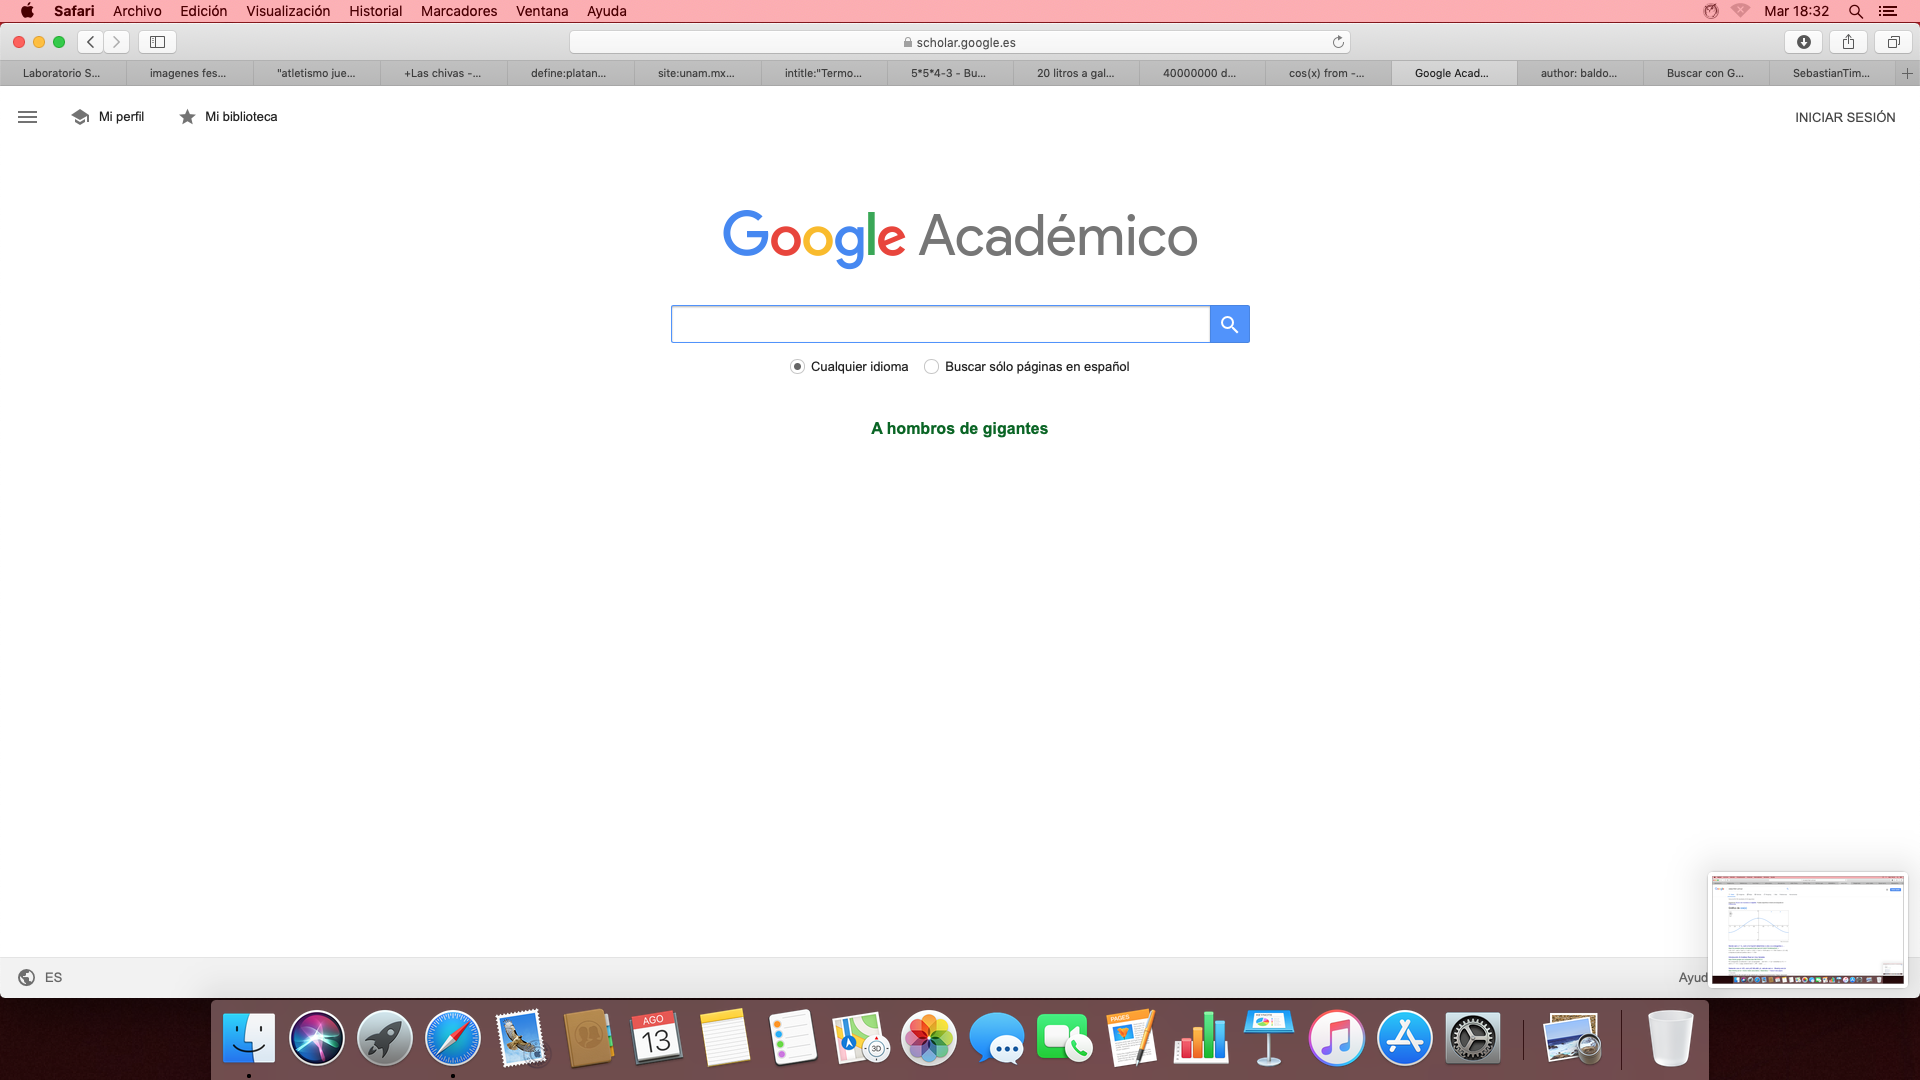 Safari Archivo Edición Visualización Historial Marcadores Ventana Ayuda Mar 18:32
scholar.google.es
Laboratorio S... imagenes fes... "atletismo jue... +Las chivas -... define:platan... site:unam.mx... intitle:"Termo... 5*5*4-3 - Bu... 20 litros a gal... 40000000 d... cos(x) from -... Google Acad... author: baldo... Buscar con G... SebastianTim...
Mi perfil Mi biblioteca INICIAR SESIÓN
Google Académico
Cualquier idioma Buscar sólo páginas en español
A hombros de gigantes
ES Ayud
AGO
13
PAGES
3D